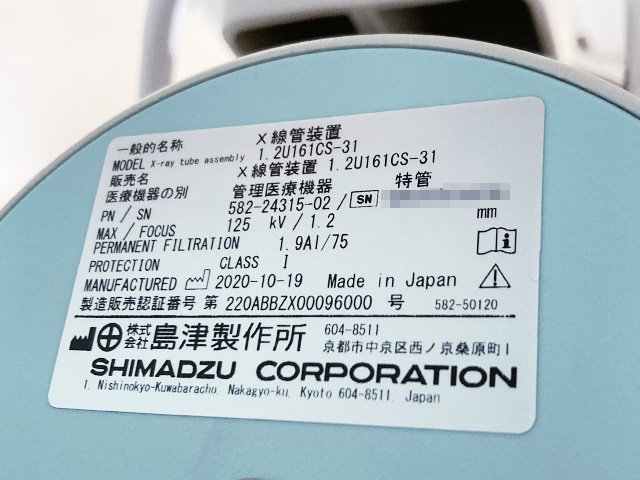 一般的名称 X線管装置
MODEL X-ray tube assembly 1.2U161CS-31
販売名 X線管装置 1.2U161CS-31
医療機器の別 管理医療機器 特管
PN / SN 582-24315-02 / SN
MAX / FOCUS 125 kV / 1.2 mm
PERMANENT FILTRATION 1.9Al/75
PROTECTION CLASS I
MANUFACTURED 2020-10-19 Made in Japan
製造販売認証番号 第 220ABBZX00096000 号 582-50120
株式会社 島津製作所 604-8511
京都市中京区西ノ京桑原町1
SHIMADZU CORPORATION
1, Nishinokyo-Kuwabaracho, Nakagyo-ku, Kyoto 604-8511, Japan